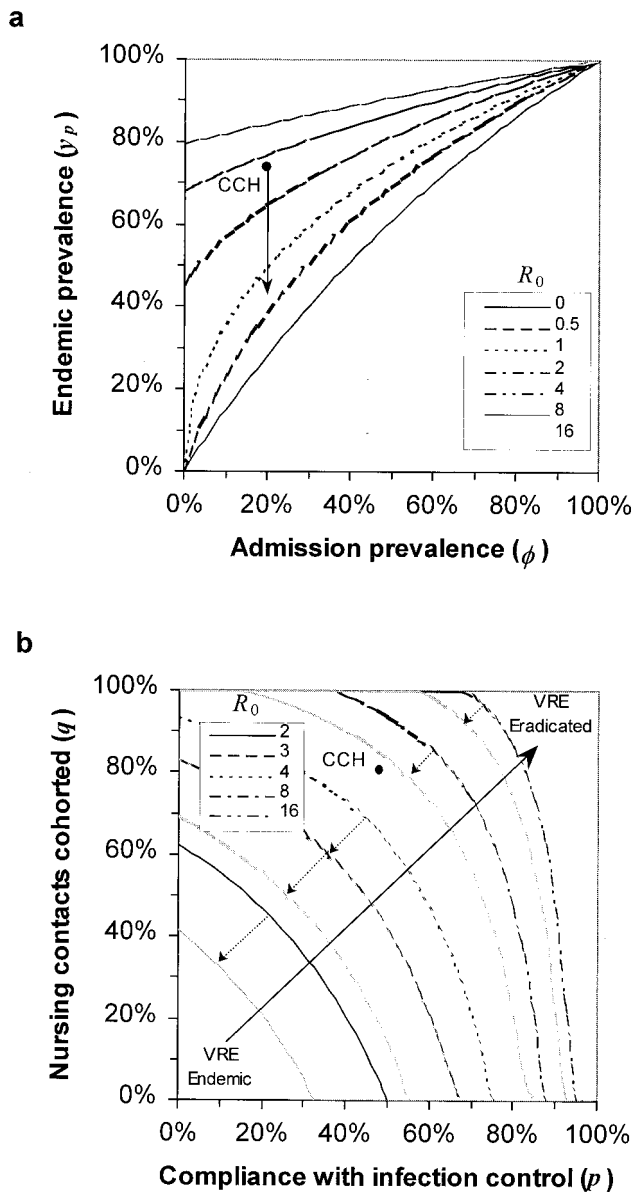 a
Endemic prevalence (yp)
100%
80%
60%
40%
20%
0%
CCH
R0
0
0.5
1
2
4
8
16
0% 20% 40% 60% 80% 100%
Admission prevalence (ϕ)
b
Nursing contacts cohorted (q)
100%
80%
60%
40%
20%
0%
R0
2
3
4
8
16
CCH
VRE
Eradicated
VRE
Endemic
0% 20% 40% 60% 80% 100%
Compliance with infection control (p)